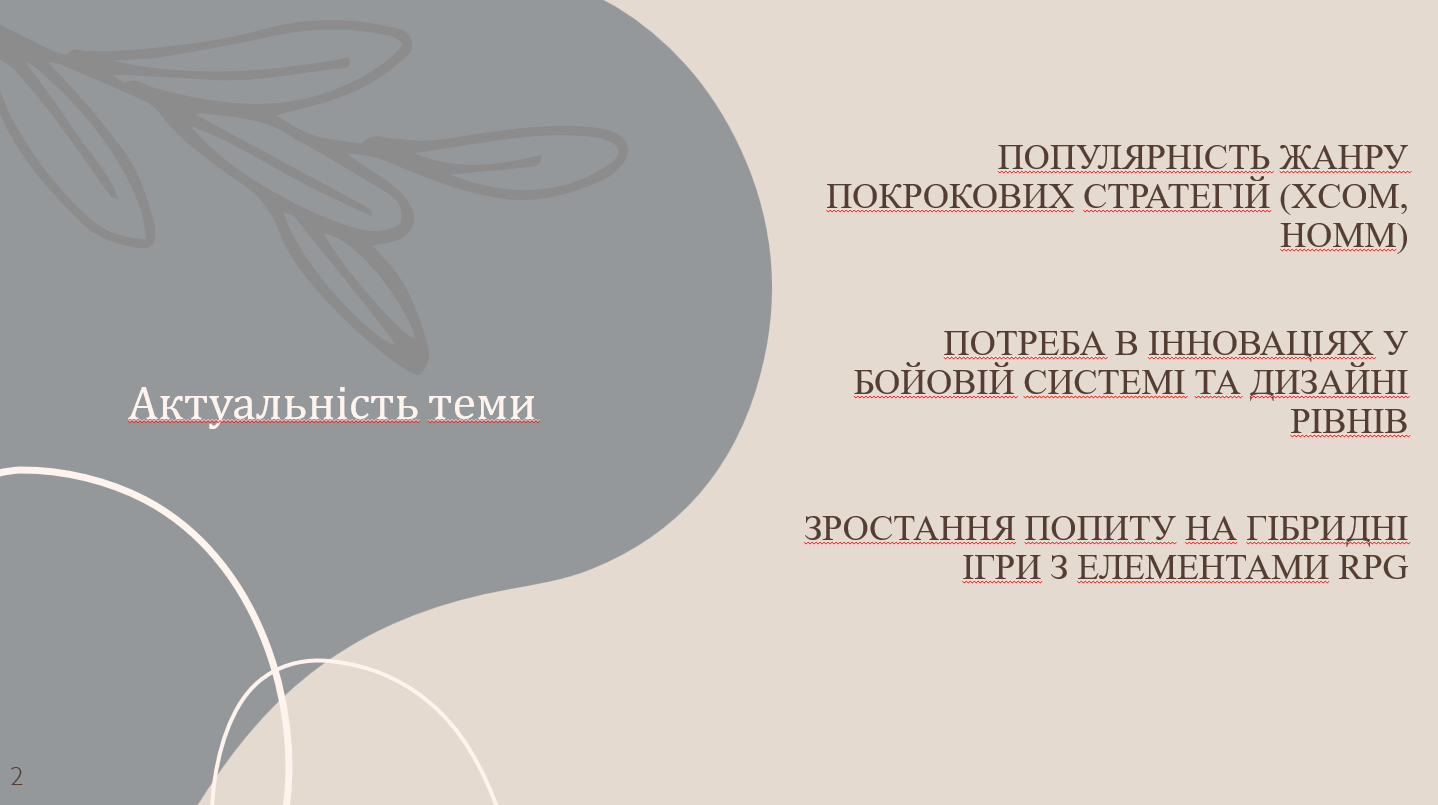 Актуальність теми
ПОПУЛЯРНІСТЬ ЖАНРУ
ПОКРОКОВИХ СТРАТЕГІЙ (XCOM,
HOMM)
ПОТРЕБА В ІННОВАЦІЯХ У
БОЙОВІЙ СИСТЕМІ ТА ДИЗАЙНІ
РІВНІВ
ЗРОСТАННЯ ПОПИТУ НА ГІБРИДНІ
ІГРИ З ЕЛЕМЕНТАМИ RPG
2